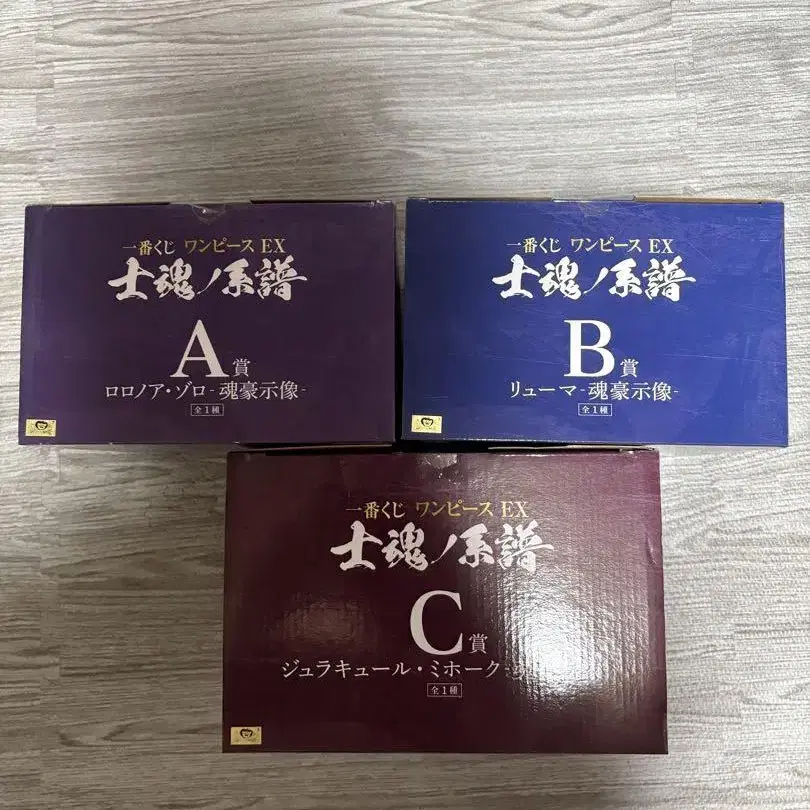 一番くじ ワンピース EX
士魂ノ系譜
A賞
ロロノア・ゾロ-魂豪示像-
全1種
一番くじ ワンピース EX
士魂ノ系譜
B賞
リューマ-魂豪示像-
全1種
一番くじ ワンピース EX
士魂ノ系譜
C賞
ジュラキュール・ミホーク
全1種